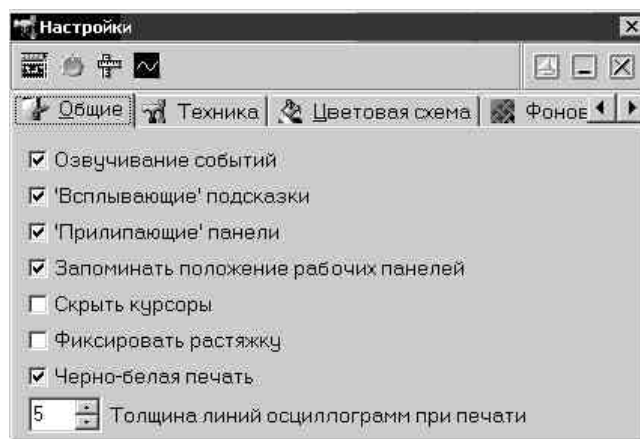 Настройки
Общие Техника Цветовая схема Фонов
Озвучивание событий
'Всплывающие' подсказки
'Прилипающие' панели
Запоминать положение рабочих панелей
Скрыть курсоры
Фиксировать растяжку
Черно-белая печать
5 Толщина линий осциллограмм при печати